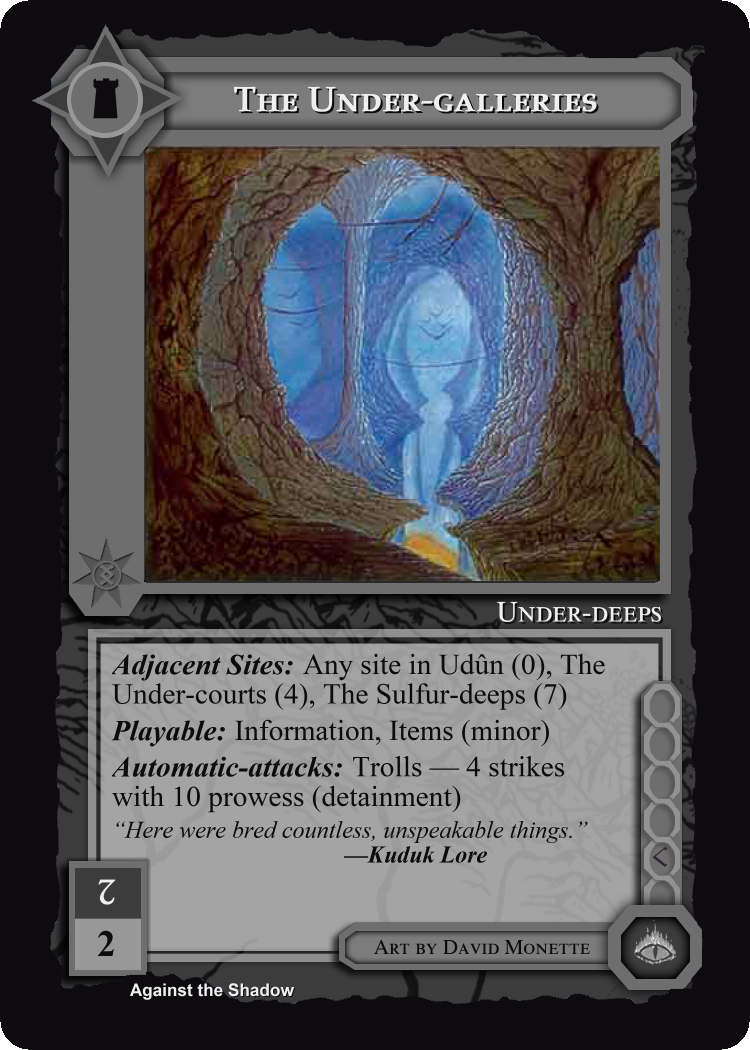 The Under-galleries
Under-deeps
Adjacent Sites: Any site in Udûn (0), The
Under-courts (4), The Sulfur-deeps (7)
Playable: Information, Items (minor)
Automatic-attacks: Trolls — 4 strikes
with 10 prowess (detainment)
“Here were bred countless, unspeakable things.”
—Kuduk Lore
2
2
Art by David Monette
Against the Shadow